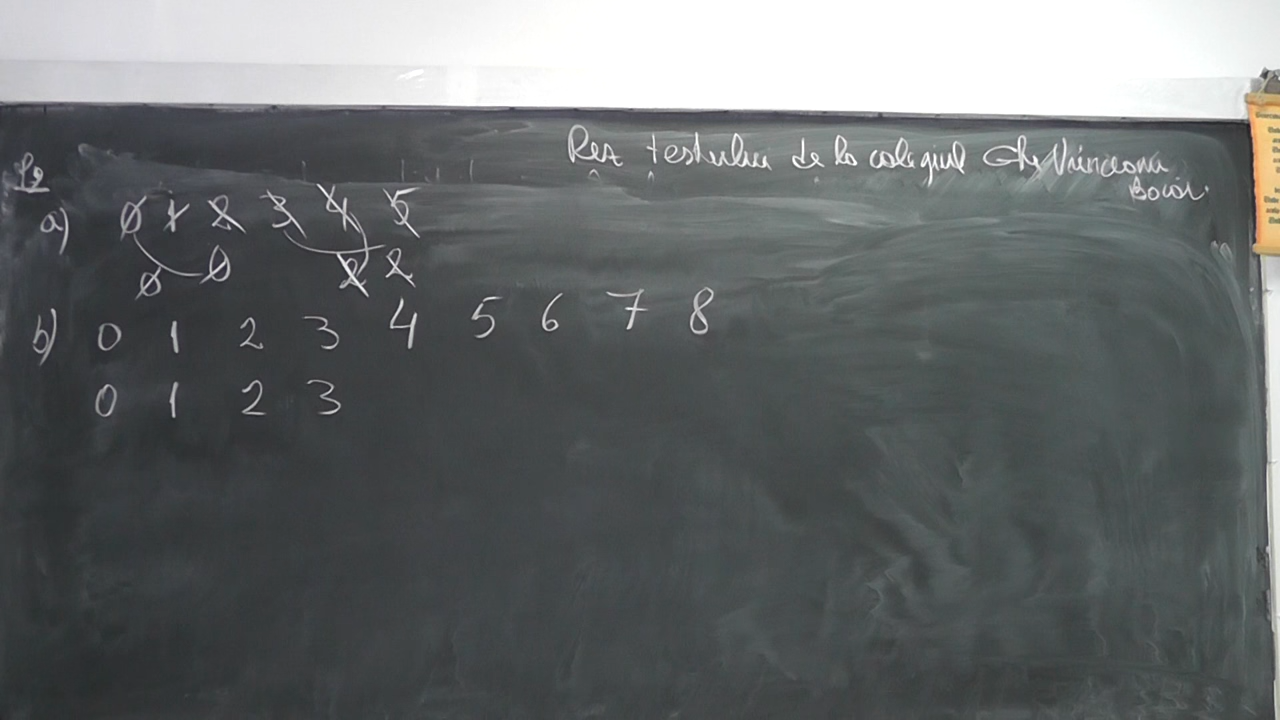 Rez testului de la colegiul Gh Vrânceanu
Bacău
a) 0 1 2 3 4 5
0 0 2 2
b) 0 1 2 3 4 5 6 7 8
0 1 2 3